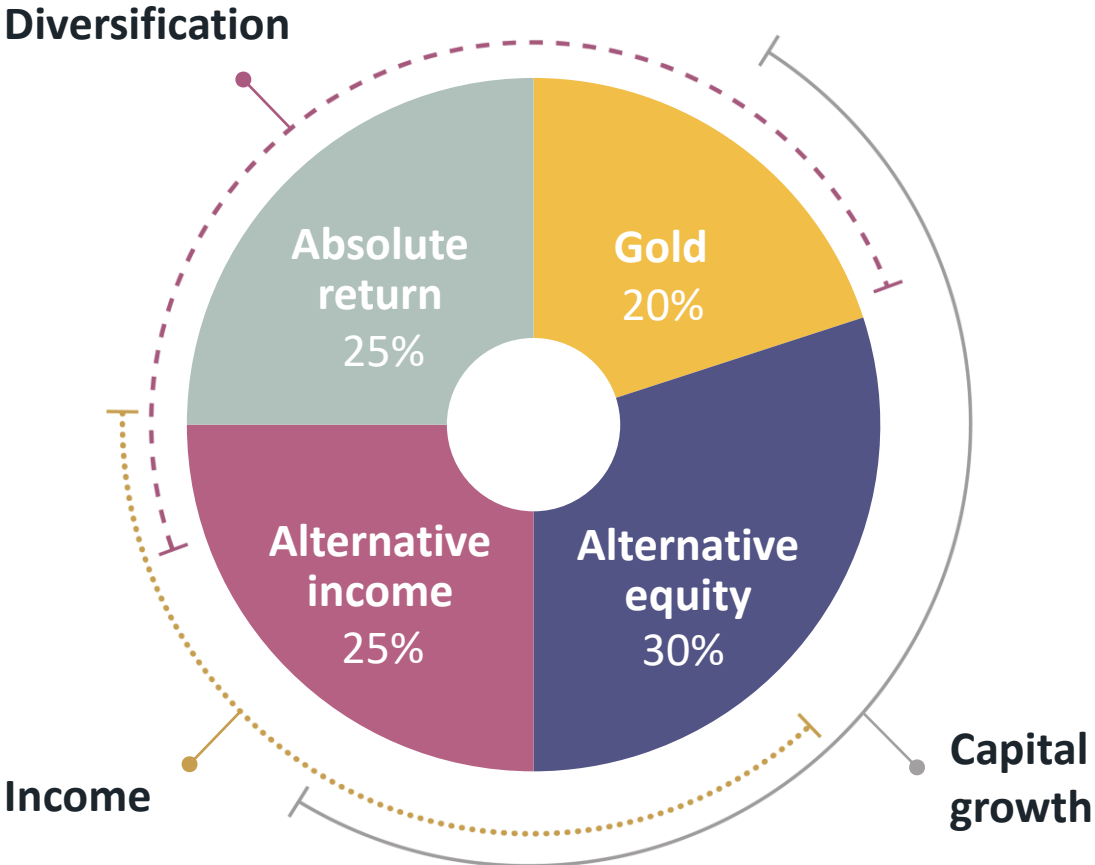 Diversification
Absolute
return
25%
Gold
20%
Alternative
income
25%
Alternative
equity
30%
Income
Capital
growth